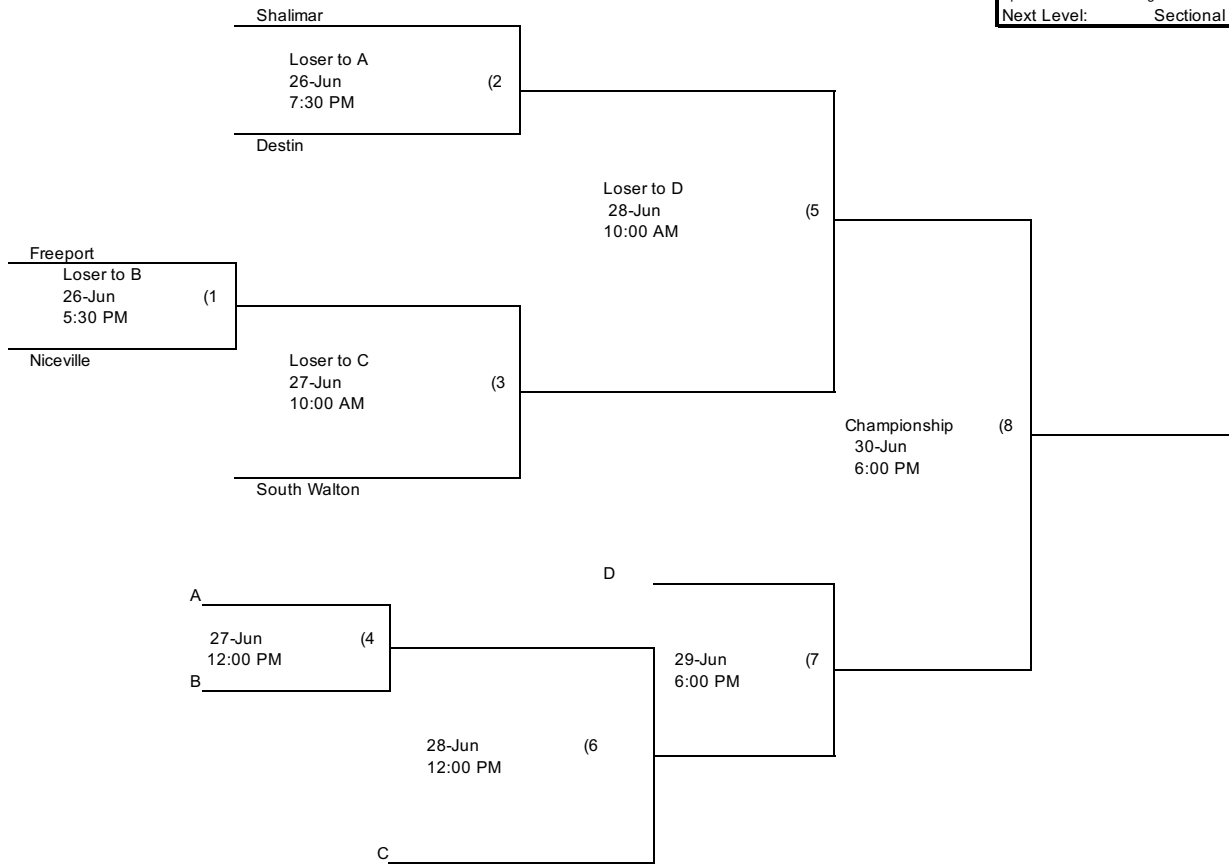 Shalimar
Next Level: Sectional
Loser to A
26-Jun (2
7:30 PM
Destin
Loser to D
28-Jun (5
10:00 AM
Freeport
Loser to B
26-Jun (1
5:30 PM
Niceville
Loser to C
27-Jun (3
10:00 AM
Championship (8
30-Jun
6:00 PM
South Walton
D
A
27-Jun (4
12:00 PM
B
29-Jun (7
6:00 PM
28-Jun (6
12:00 PM
C